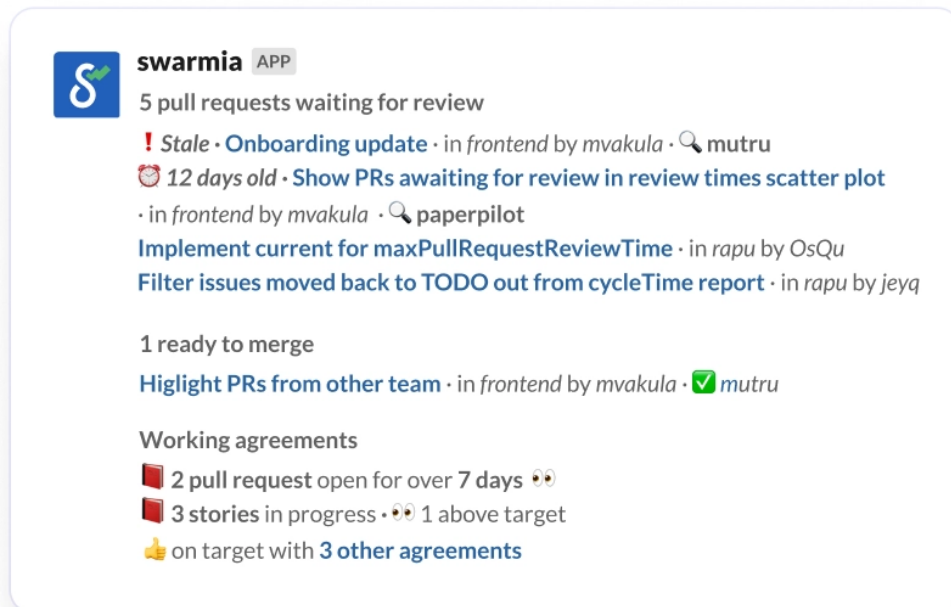 swarmia APP
5 pull requests waiting for review
❗ Stale · Onboarding update · in frontend by mvakula · 🔍 mutru
⏰ 12 days old · Show PRs awaiting for review in review times scatter plot
· in frontend by mvakula · 🔍 paperpilot
Implement current for maxPullRequestReviewTime · in rapu by OsQu
Filter issues moved back to TODO out from cycleTime report · in rapu by jeyq
1 ready to merge
Higlight PRs from other team · in frontend by mvakula · ✅ mutru
Working agreements
📕 2 pull request open for over 7 days 👀
📕 3 stories in progress · 👀 1 above target
👍 on target with 3 other agreements